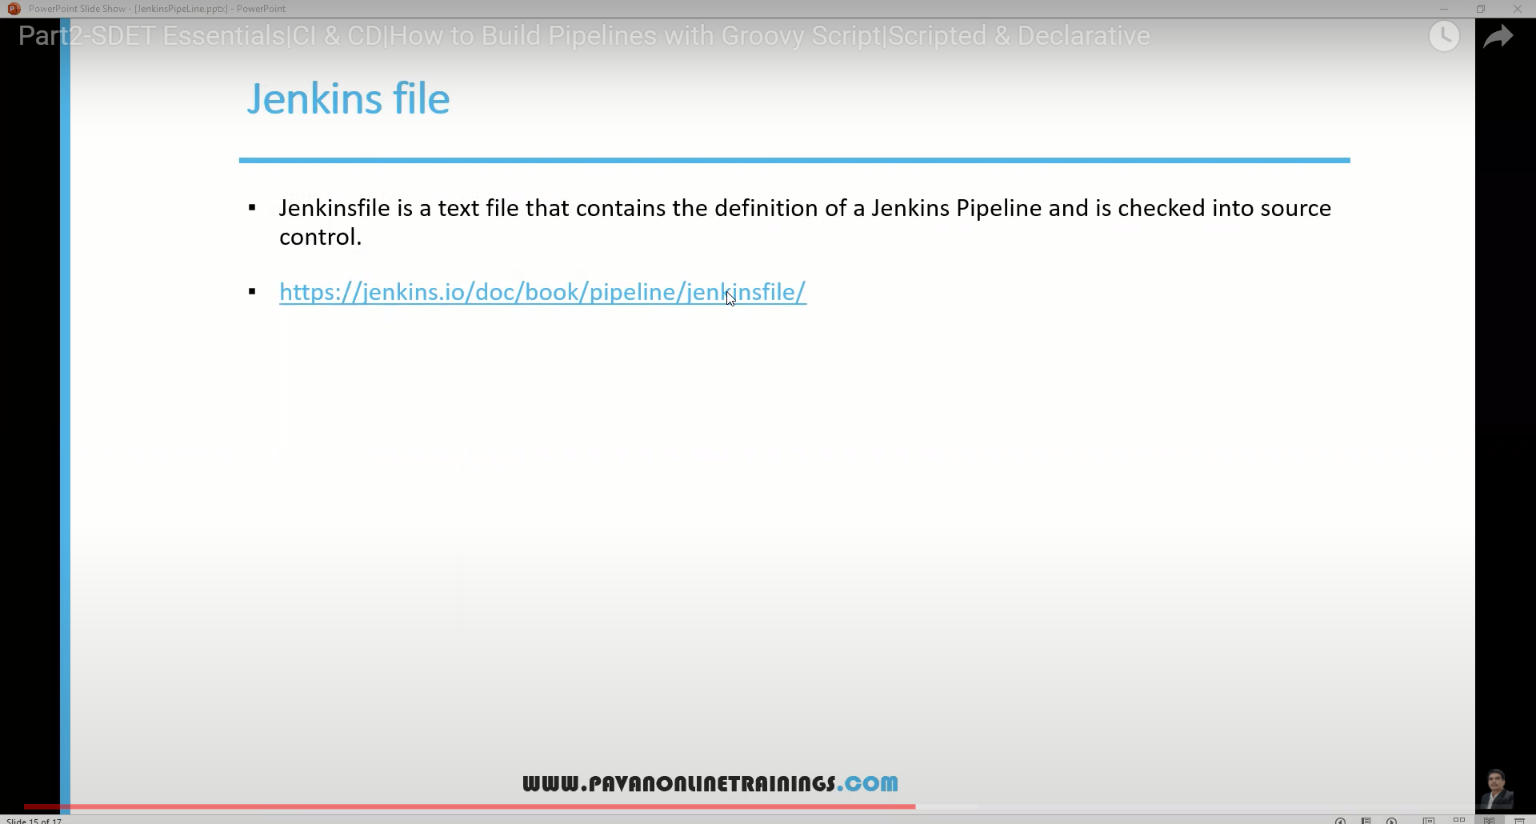 PowerPoint Slide Show - [JenkinsPipeLine.pptx] - PowerPoint
Part2-SDET Essentials|CI & CD|How to Build Pipelines with Groovy Script|Scripted & Declarative
Jenkins file
▪ Jenkinsfile is a text file that contains the definition of a Jenkins Pipeline and is checked into source
control.
▪ https://jenkins.io/doc/book/pipeline/jenkinsfile/
WWW.PAVANONLINETRAININGS.COM
Slide 15 of 17